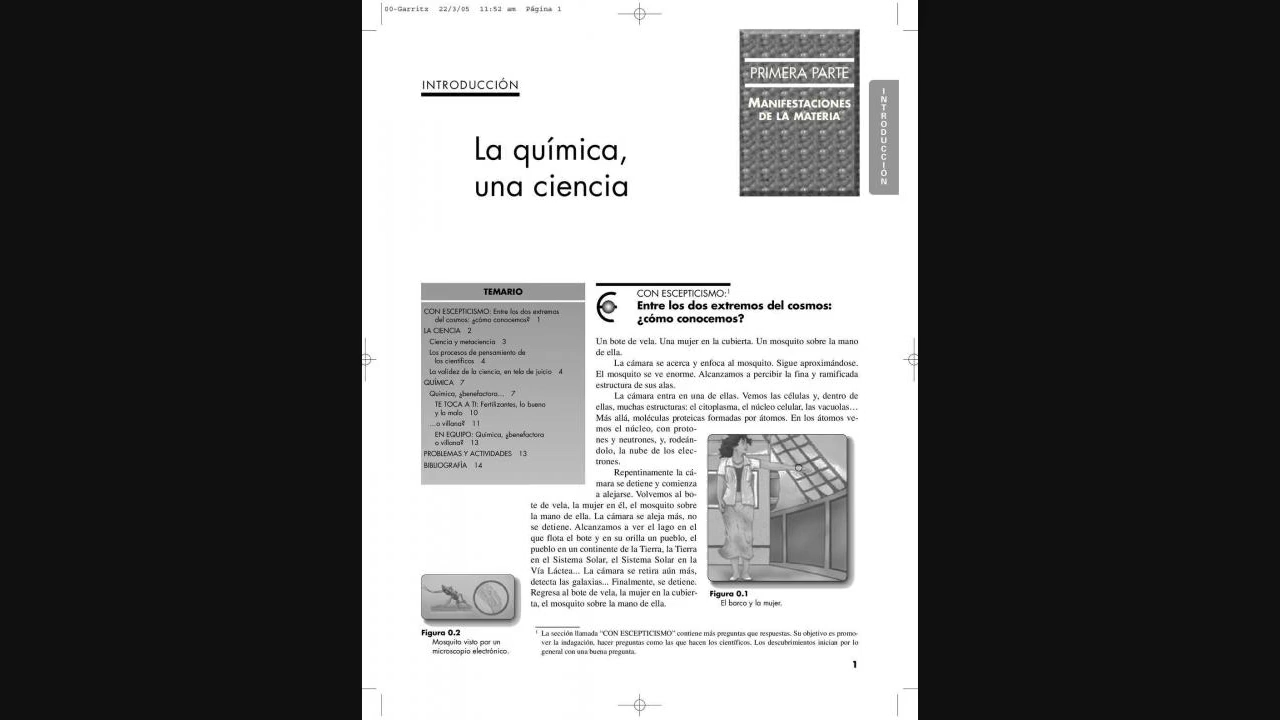 00-Garritz 22/3/05 11:52 am Página 1
INTRODUCCIÓN
La química,
una ciencia
PRIMERA PARTE
MANIFESTACIONES
DE LA MATERIA
INTRODUCCIÓN
TEMARIO
CON ESCEPTICISMO: Entre los dos extremos
del cosmos: ¿cómo conocemos? 1
LA CIENCIA 2
Ciencia y metaciencia 3
Los procesos de pensamiento de
los científicos 4
La validez de la ciencia, en tela de juicio 4
QUÍMICA 7
Química, ¿benefactora... 7
TE TOCA A TI: Fertilizantes, lo bueno
y lo malo 10
...o villana? 11
EN EQUIPO: Química, ¿benefactora
o villana? 13
PROBLEMAS Y ACTIVIDADES 13
BIBLIOGRAFÍA 14
CON ESCEPTICISMO:1
Entre los dos extremos del cosmos:
¿cómo conocemos?
Un bote de vela. Una mujer en la cubierta. Un mosquito sobre la mano
de ella.
La cámara se acerca y enfoca al mosquito. Sigue aproximándose.
El mosquito se ve enorme. Alcanzamos a percibir la fina y ramificada
estructura de sus alas.
La cámara entra en una de ellas. Vemos las células y, dentro de
ellas, muchas estructuras: el citoplasma, el núcleo celular, las vacuolas…
Más allá, moléculas proteicas formadas por átomos. En los átomos ve-
mos el núcleo, con proto-
nes y neutrones, y, rodeán-
dolo, la nube de los elec-
trones.
Repentinamente la cá-
mara se detiene y comienza
a alejarse. Volvemos al bo-
te de vela, la mujer en él, el mosquito sobre
la mano de ella. La cámara se aleja más, no
se detiene. Alcanzamos a ver el lago en el
que flota el bote y en su orilla un pueblo, el
pueblo en un continente de la Tierra, la Tierra
en el Sistema Solar, el Sistema Solar en la
Vía Láctea... La cámara se retira aún más,
detecta las galaxias... Finalmente, se detiene.
Regresa al bote de vela, la mujer en la cubier-
ta, el mosquito sobre la mano de ella.
Figura 0.1
El barco y la mujer.
Figura 0.2
Mosquito visto por un
microscopio electrónico.
1 La sección llamada “CON ESCEPTICISMO” contiene más preguntas que respuestas. Su objetivo es promo-
ver la indagación, hacer preguntas como las que hacen los científicos. Los descubrimientos inician por lo
general con una buena pregunta.
1